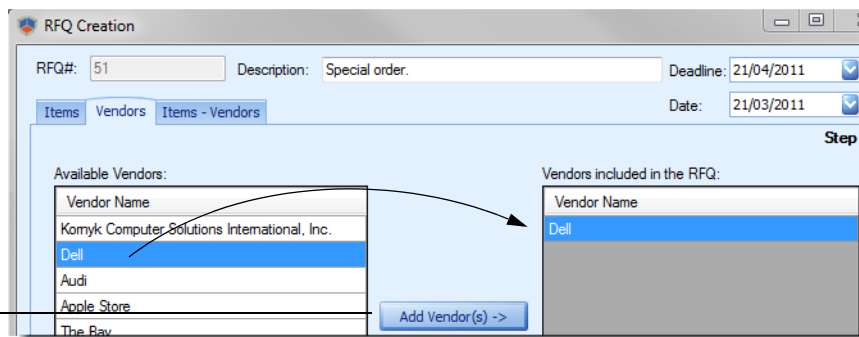 RFQ Creation
RFQ#: 51 Description: Special order. Deadline: 21/04/2011
Items Vendors Items - Vendors Date: 21/03/2011
Step
Available Vendors: Vendors included in the RFQ:
Vendor Name Vendor Name
Kornyk Computer Solutions International, Inc. Dell
Dell
Audi
Apple Store
Add Vendor(s) ->
The Bay